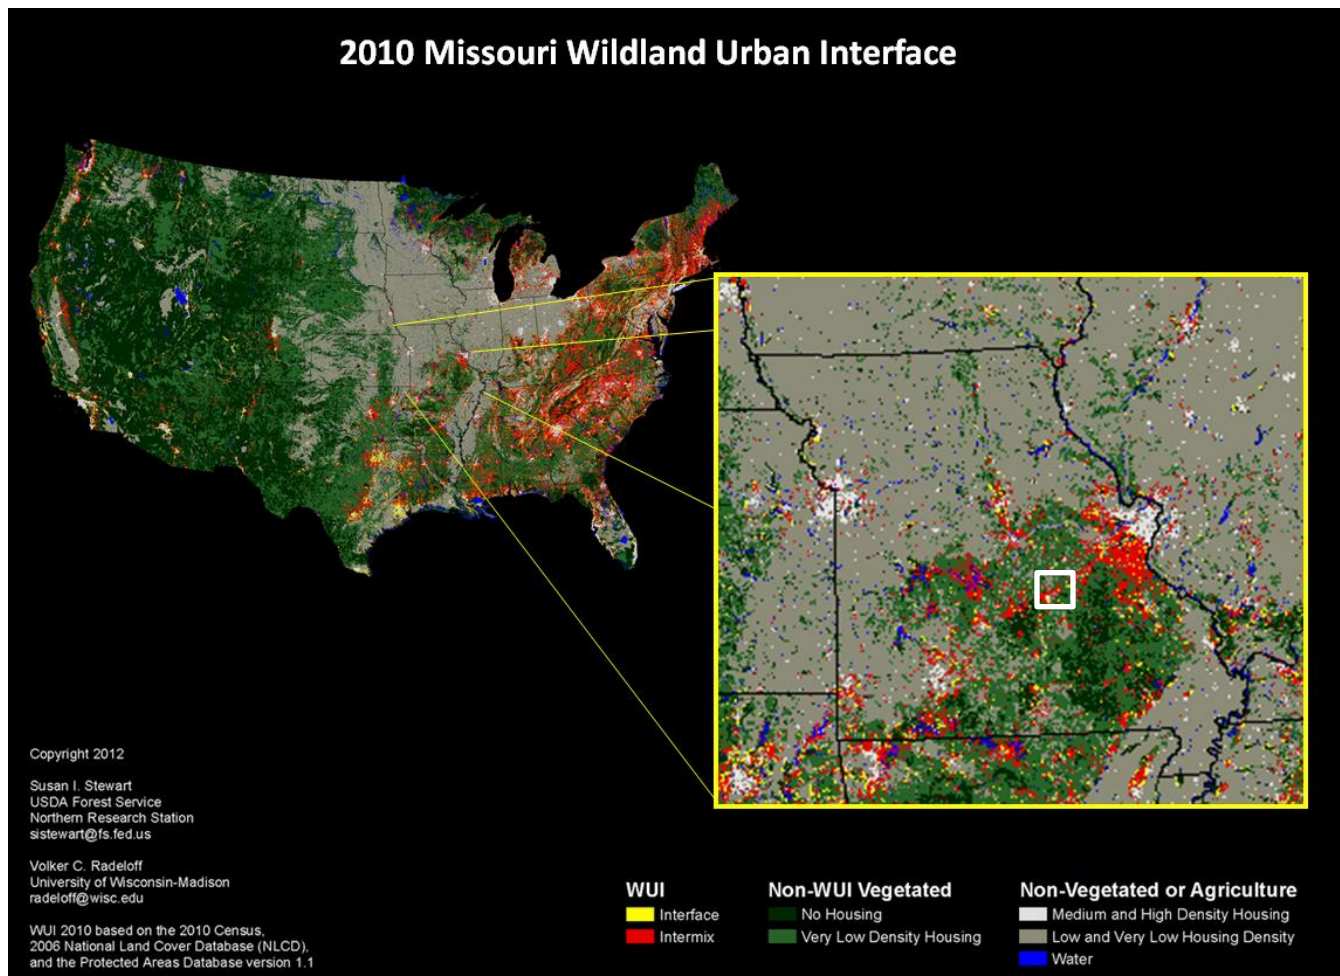 2010 Missouri Wildland Urban Interface
Copyright 2012
Susan I. Stewart
USDA Forest Service
Northern Research Station
sistewart@fs.fed.us
Volker C. Radeloff
University of Wisconsin-Madison
radeloff@wisc.edu
WUI 2010 based on the 2010 Census,
2006 National Land Cover Database (NLCD),
and the Protected Areas Database version 1.1
WUI
Interface
Intermix
Non-WUI Vegetated
No Housing
Very Low Density Housing
Non-Vegetated or Agriculture
Medium and High Density Housing
Low and Very Low Housing Density
Water